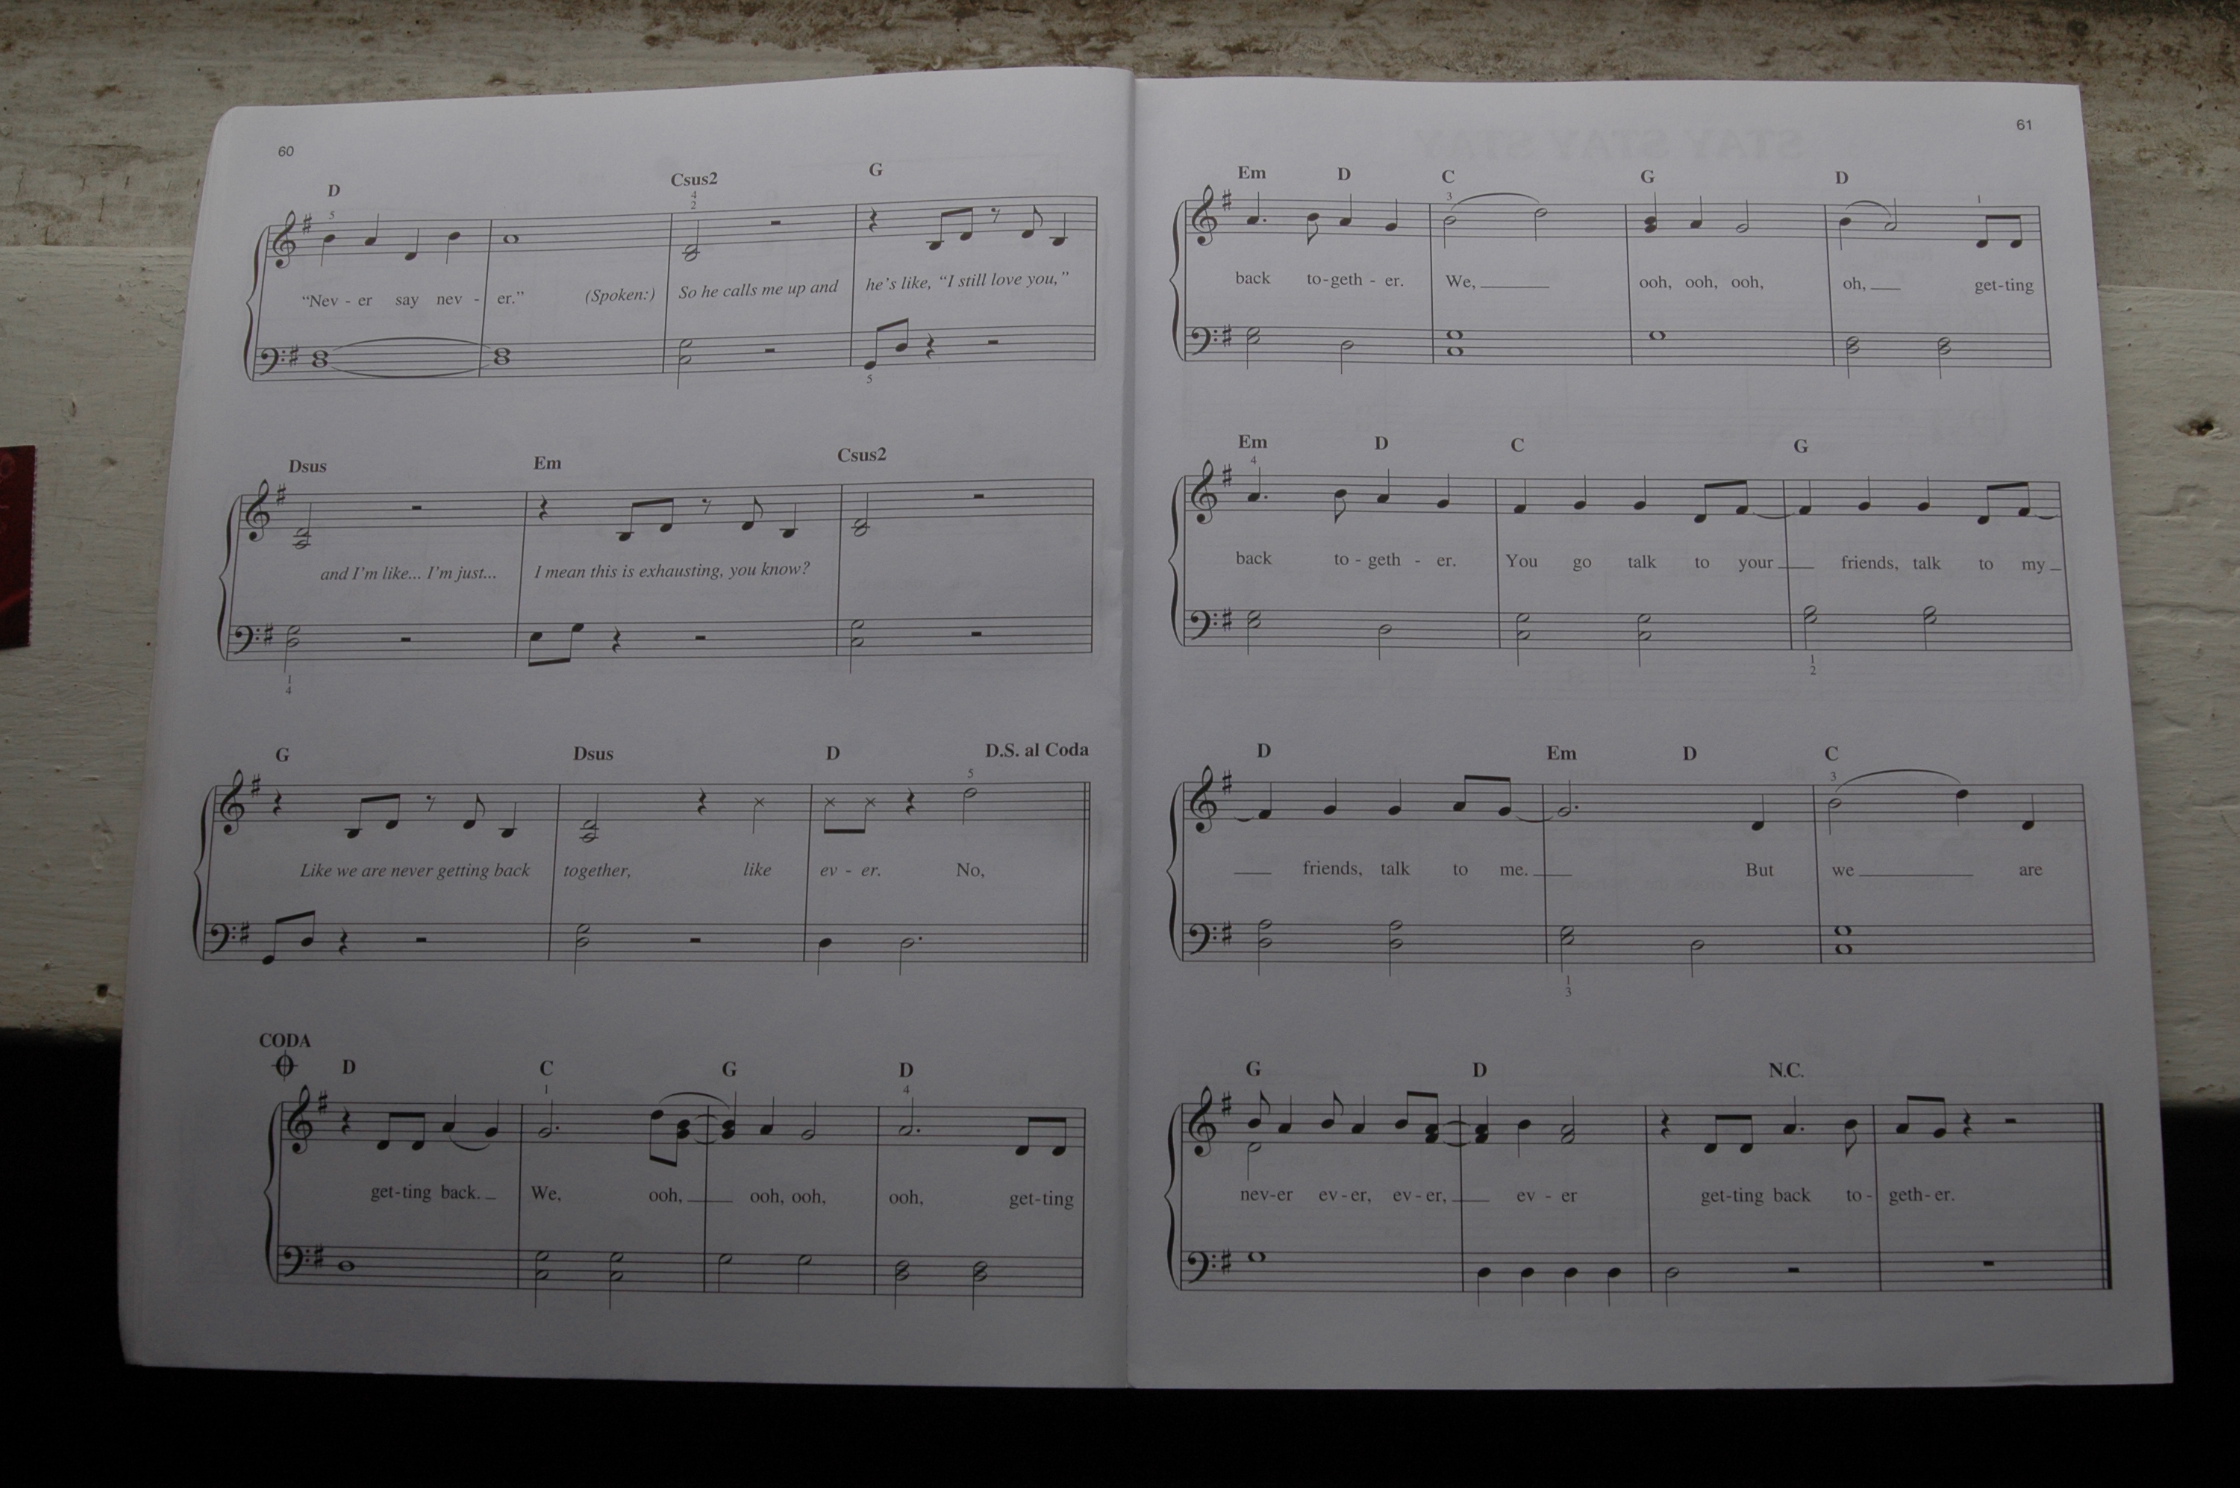 60
D Csus2 G
5 4
2
"Nev - er say nev - er." (Spoken:) So he calls me up and he's like, "I still love you,"
5
Dsus Em Csus2
and I'm like... I'm just... I mean this is exhausting, you know?
1
4
G Dsus D D.S. al Coda
5
Like we are never getting back together, like ev - er. No,
CODA
D C G D
1 4
get-ting back. We, ooh, ooh, ooh, ooh, get-ting
61
STAY STAY STAY
Em D C G D
3 1
back to-geth - er. We, ooh, ooh, ooh, oh, get-ting
Em D C G
4
back to - geth - er. You go talk to your friends, talk to my
1
2
D Em D C
3
friends, talk to me. But we are
1
3
G D N.C.
nev-er ev-er, ev-er, ev - er get-ting back to - geth-er.